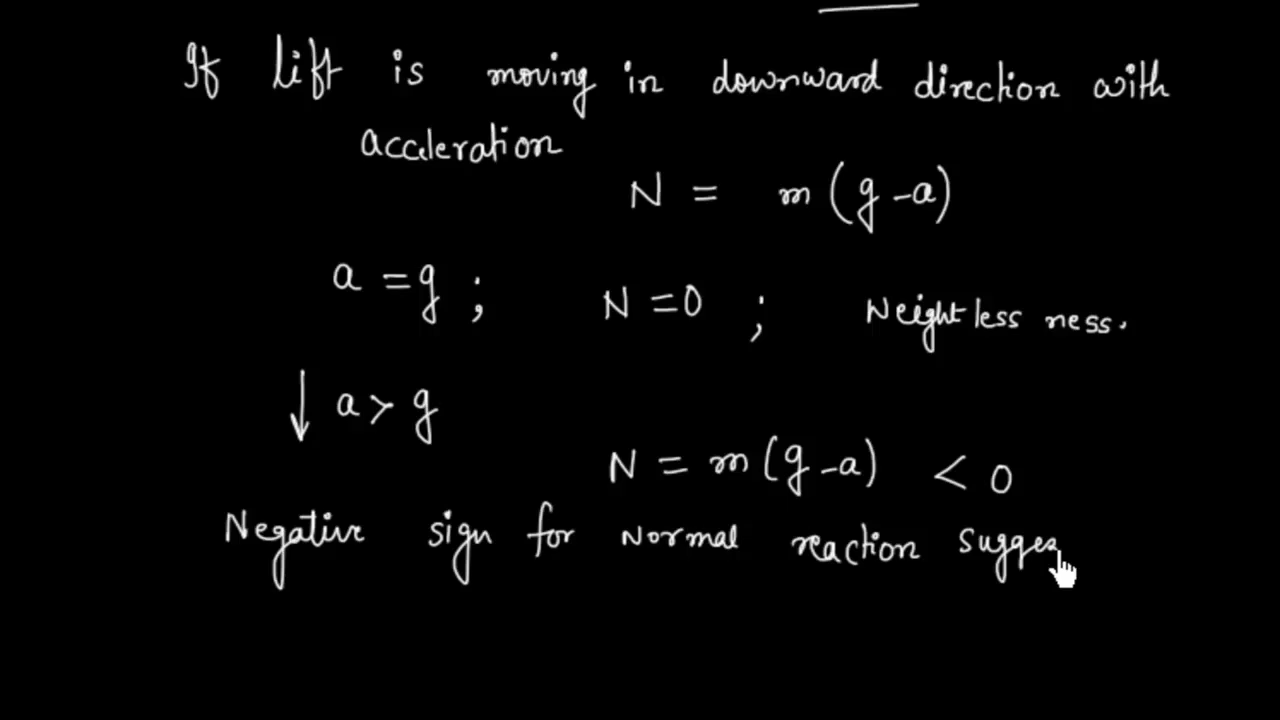 If lift is moving in downward direction with
acceleration
N = m (g - a)
a = g ; N = 0 ; Weightless ness.
↓ a > g
N = m (g - a) < 0
Negative sign for Normal reaction sugges